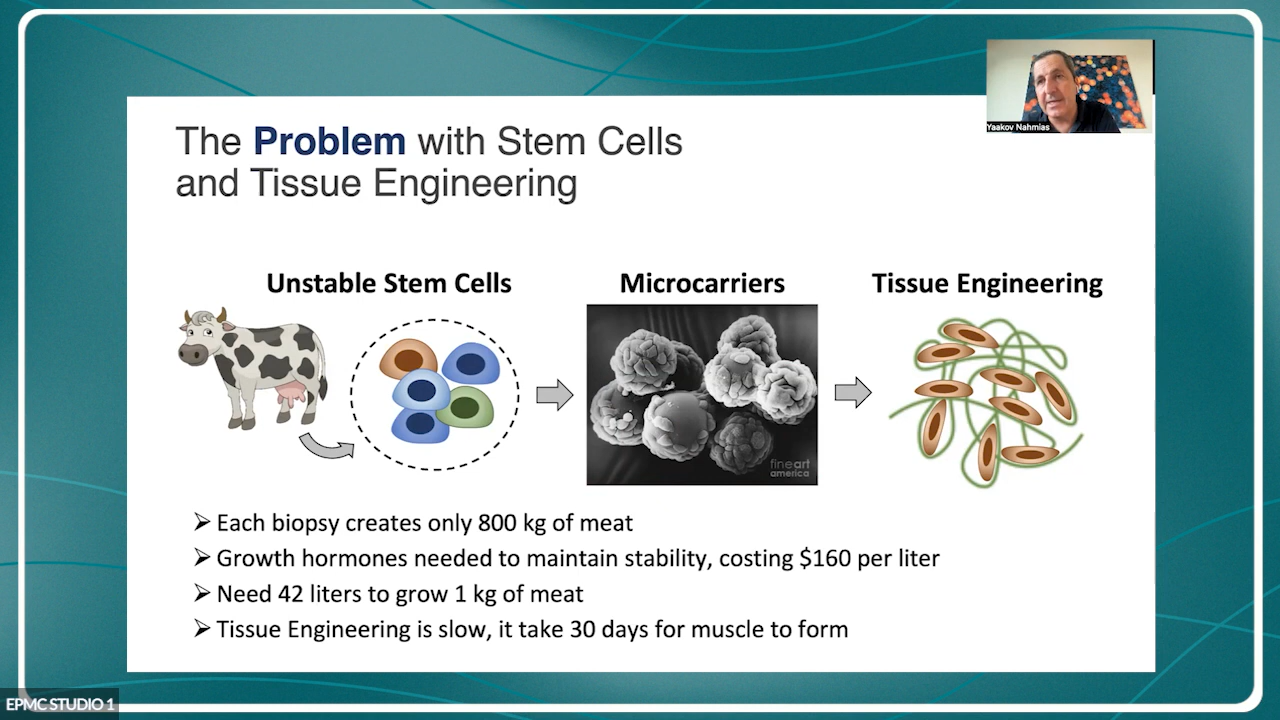 Yaakov Nahmias
The Problem with Stem Cells
and Tissue Engineering
Unstable Stem Cells
Microcarriers
Tissue Engineering
fineart
america
➢ Each biopsy creates only 800 kg of meat
➢ Growth hormones needed to maintain stability, costing $160 per liter
➢ Need 42 liters to grow 1 kg of meat
➢ Tissue Engineering is slow, it take 30 days for muscle to form
EPMC STUDIO 1